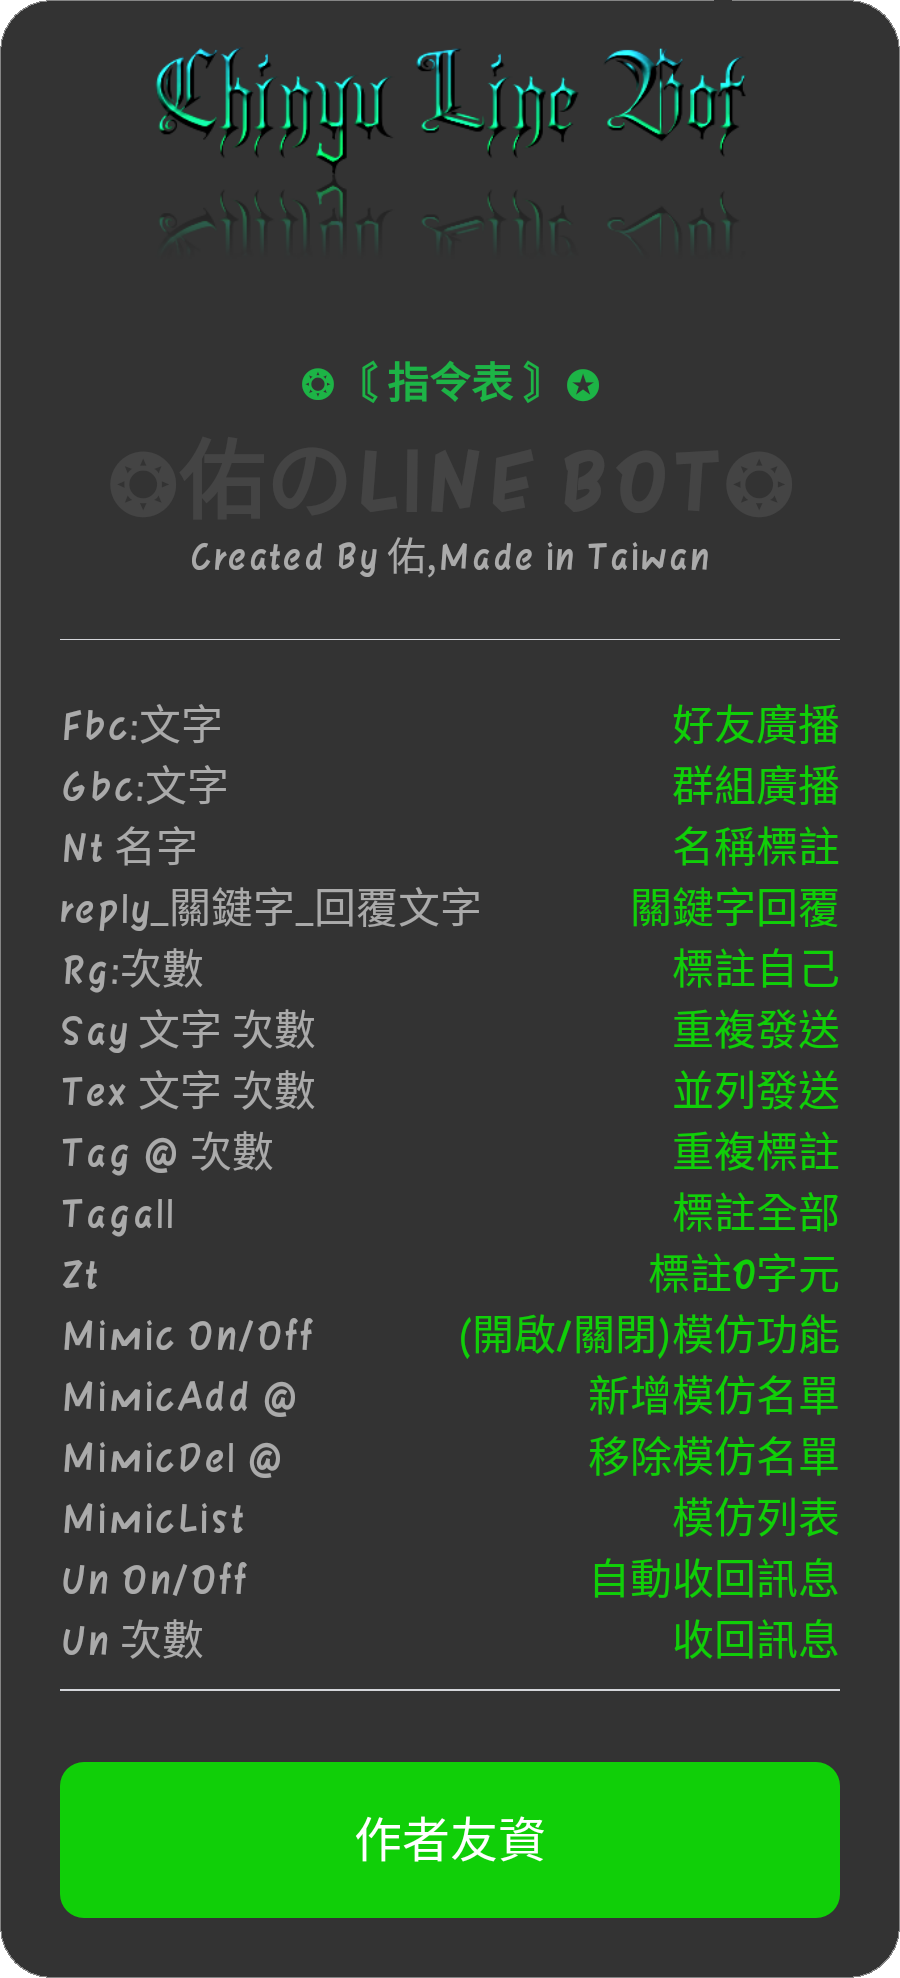 Chinyu Line Bot
❂〘指令表〙✪
❂佑のLINE BOT❂
Created By 佑,Made in Taiwan
Fbc:文字 好友廣播
Gbc:文字 群組廣播
Nt 名字 名稱標註
reply_關鍵字_回覆文字 關鍵字回覆
Rg:次數 標註自己
Say 文字 次數 重複發送
Tex 文字 次數 並列發送
Tag @ 次數 重複標註
Tagall 標註全部
Zt 標註0字元
Mimic On/Off (開啟/關閉)模仿功能
MimicAdd @ 新增模仿名單
MimicDel @ 移除模仿名單
MimicList 模仿列表
Un On/Off 自動收回訊息
Un 次數 收回訊息
作者友資